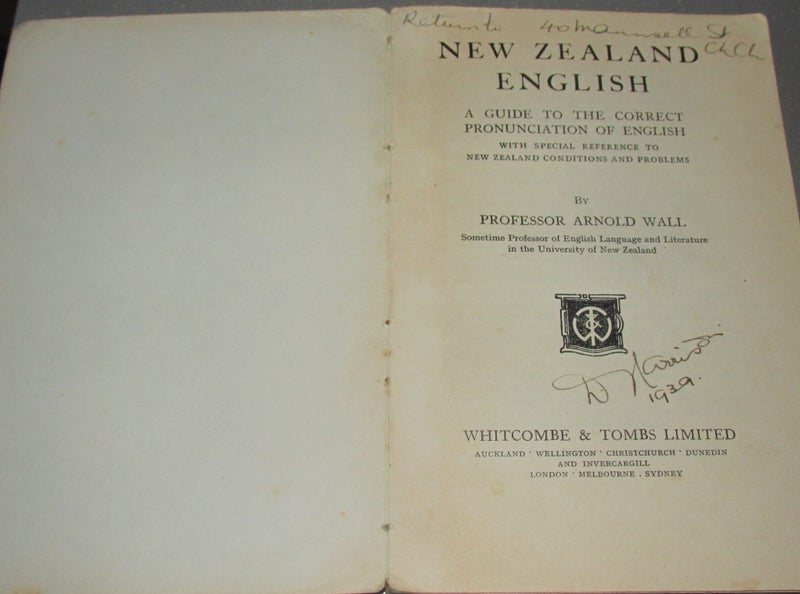 Return to 40 Maunsell St
ChCh
NEW ZEALAND
ENGLISH
A GUIDE TO THE CORRECT
PRONUNCIATION OF ENGLISH
WITH SPECIAL REFERENCE TO
NEW ZEALAND CONDITIONS AND PROBLEMS
BY
PROFESSOR ARNOLD WALL
Sometime Professor of English Language and Literature
in the University of New Zealand
D Harrison
1939.
WHITCOMBE & TOMBS LIMITED
AUCKLAND · WELLINGTON · CHRISTCHURCH · DUNEDIN
AND INVERCARGILL
LONDON · MELBOURNE . SYDNEY